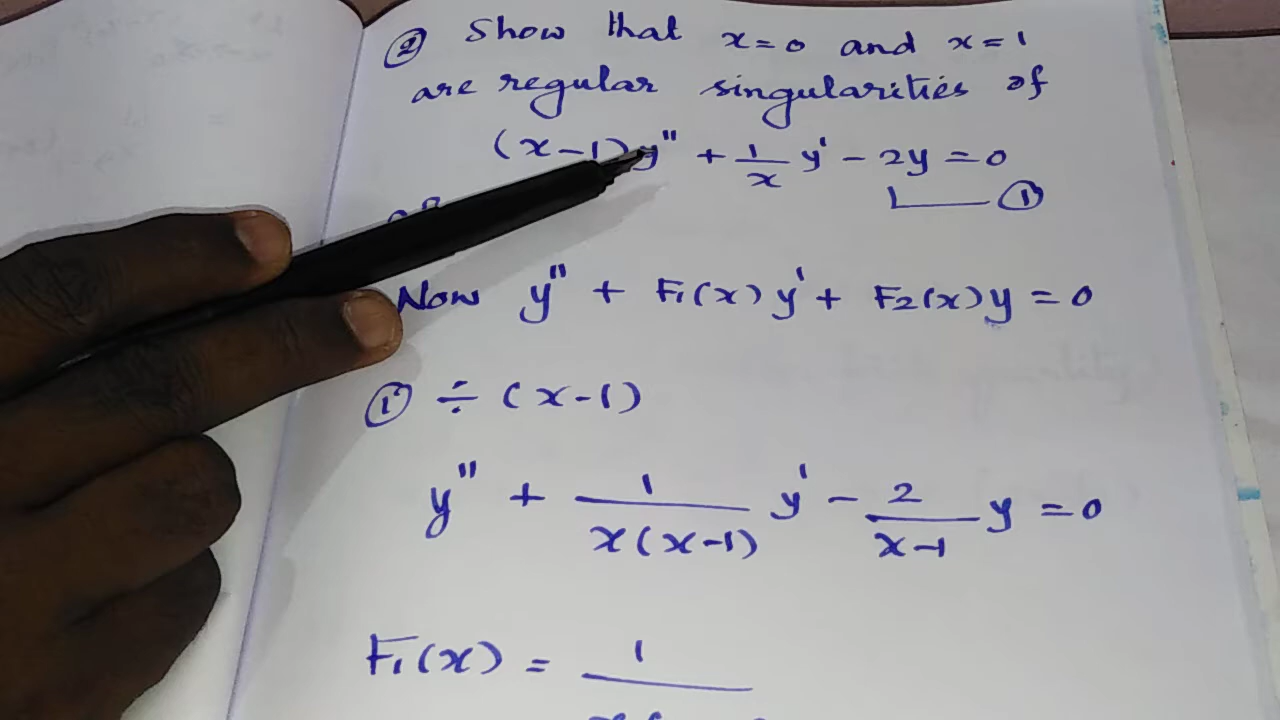 ② Show that x=0 and x=1
are regular singularities of
(x-1)y'' + 1/x y' - 2y = 0
①
Now y'' + F1(x)y' + F2(x)y = 0
① ÷ (x-1)
y'' + 1/x(x-1) y' - 2/x-1 y = 0
F1(x) = 1